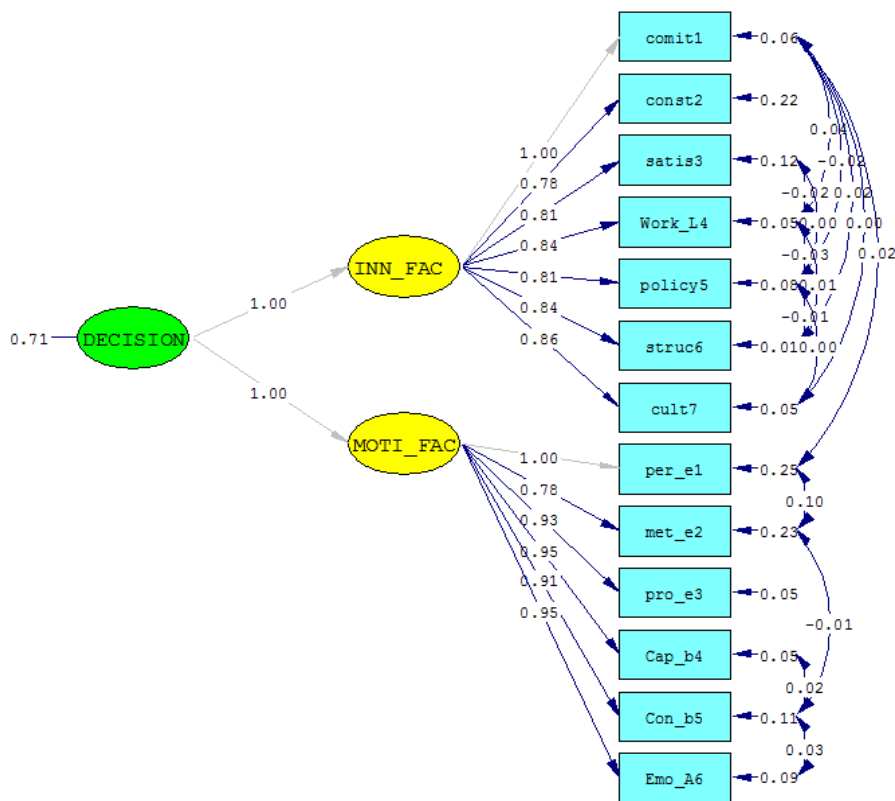 comit1
0.06
const2
0.22
0.04
1.00
satis3
0.12
-0.02
0.78
-0.02
0.02
0.81
Work_L4
0.05
0.00
0.00
0.84
INN_FAC
-0.03
0.02
0.81
policy5
0.08
0.01
1.00
0.84
-0.01
0.71
DECISION
struc6
0.01
0.00
0.86
1.00
cult7
0.05
MOTI_FAC
1.00
per_e1
0.25
0.78
0.10
0.93
met_e2
0.23
0.95
0.91
pro_e3
0.05
0.95
-0.01
Cap_b4
0.05
0.02
Con_b5
0.11
0.03
Emo_A6
0.09